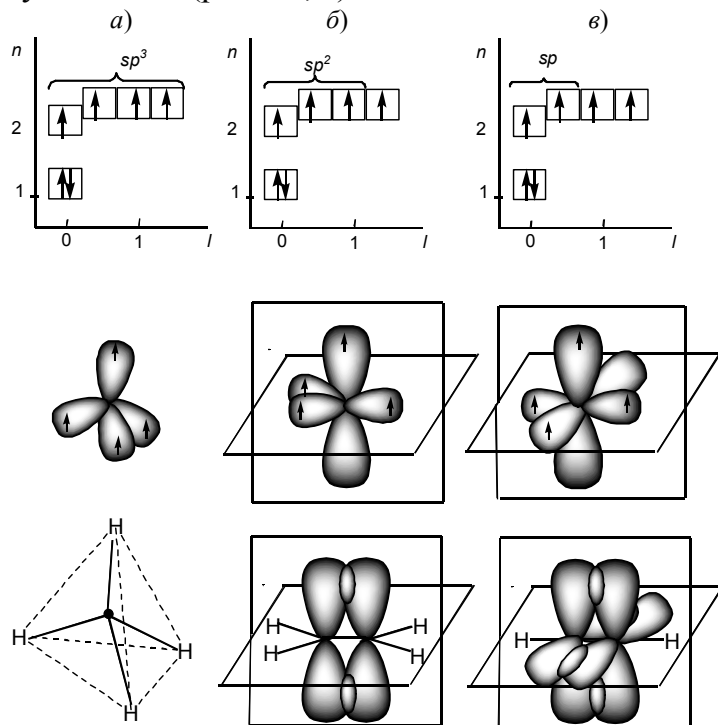 а) б) в)
n sp³ n sp² n sp
2 2 2
1 1 1
0 1 l 0 1 l 0 1 l
H
H H H H H H
H H
H